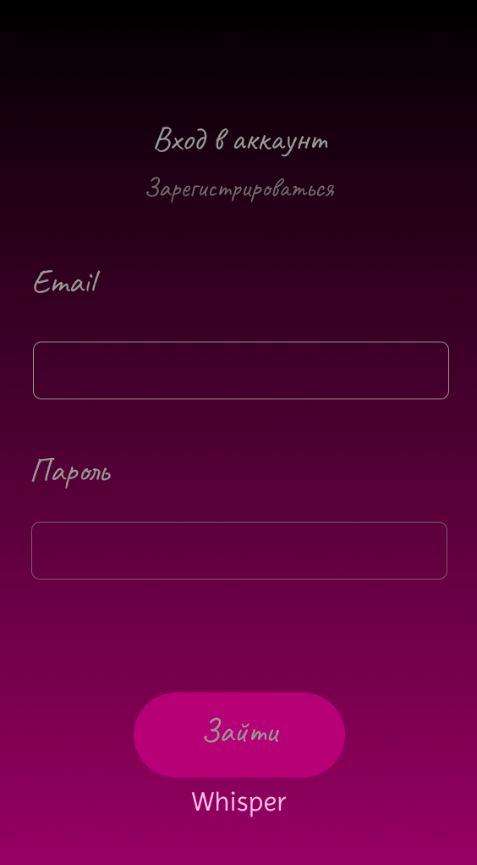 Вход в аккаунт
Зарегистрироваться
Email
Пароль
Зайти
Whisper